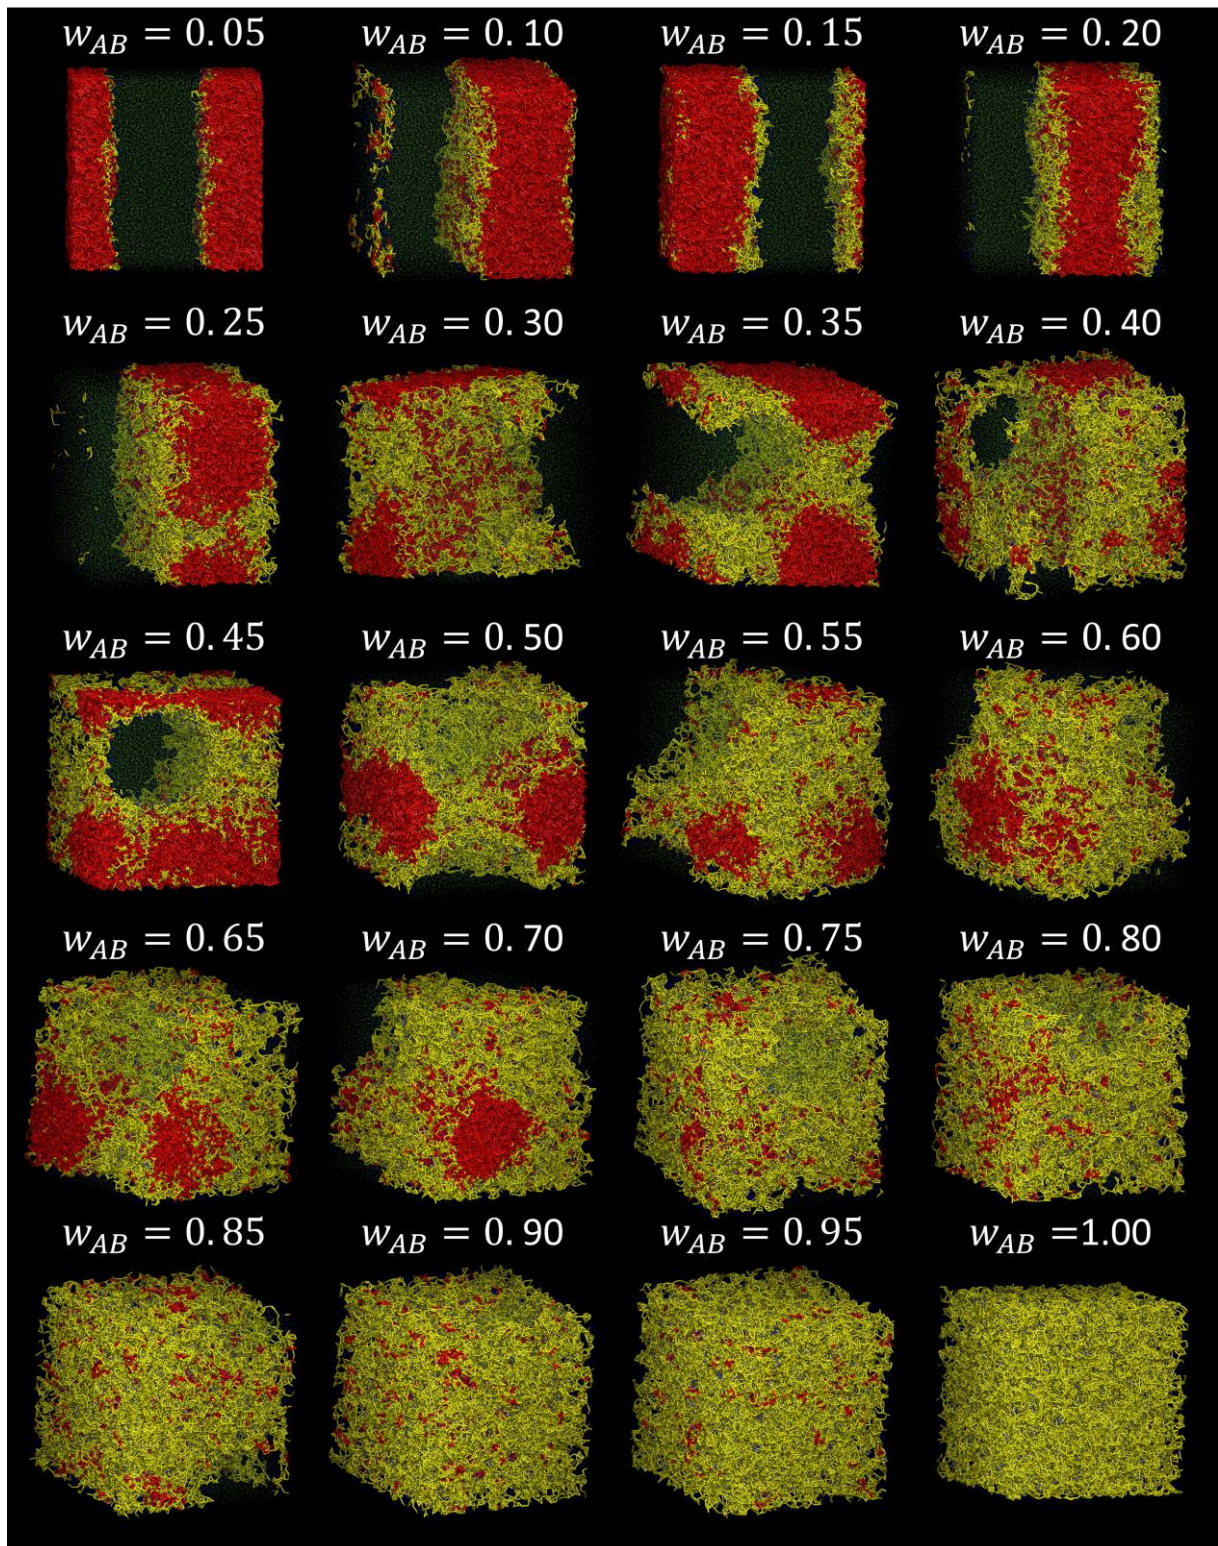 w_AB = 0.05
w_AB = 0.10
w_AB = 0.15
w_AB = 0.20
w_AB = 0.25
w_AB = 0.30
w_AB = 0.35
w_AB = 0.40
w_AB = 0.45
w_AB = 0.50
w_AB = 0.55
w_AB = 0.60
w_AB = 0.65
w_AB = 0.70
w_AB = 0.75
w_AB = 0.80
w_AB = 0.85
w_AB = 0.90
w_AB = 0.95
w_AB =1.00